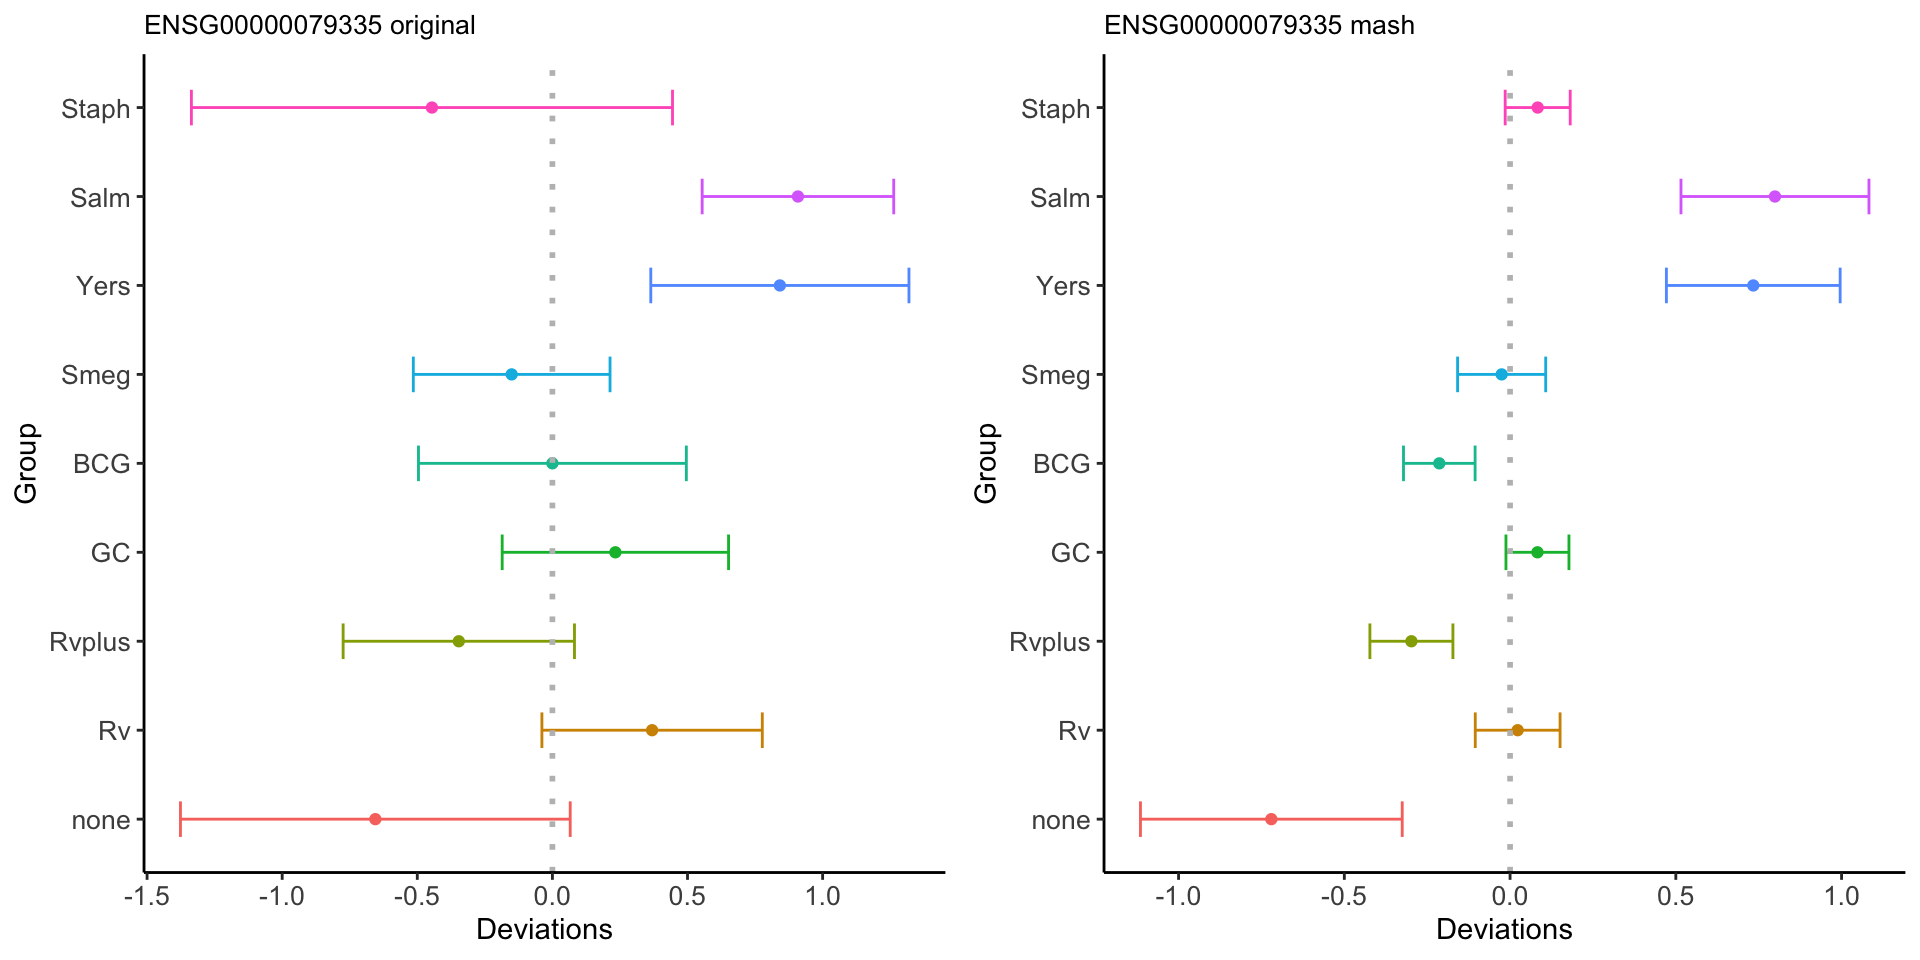 ENSG00000079335 original
Group
Staph
Salm
Yers
Smeg
BCG
GC
Rvplus
Rv
none
-1.5 -1.0 -0.5 0.0 0.5 1.0
Deviations
ENSG00000079335 mash
Group
Staph
Salm
Yers
Smeg
BCG
GC
Rvplus
Rv
none
-1.0 -0.5 0.0 0.5 1.0
Deviations